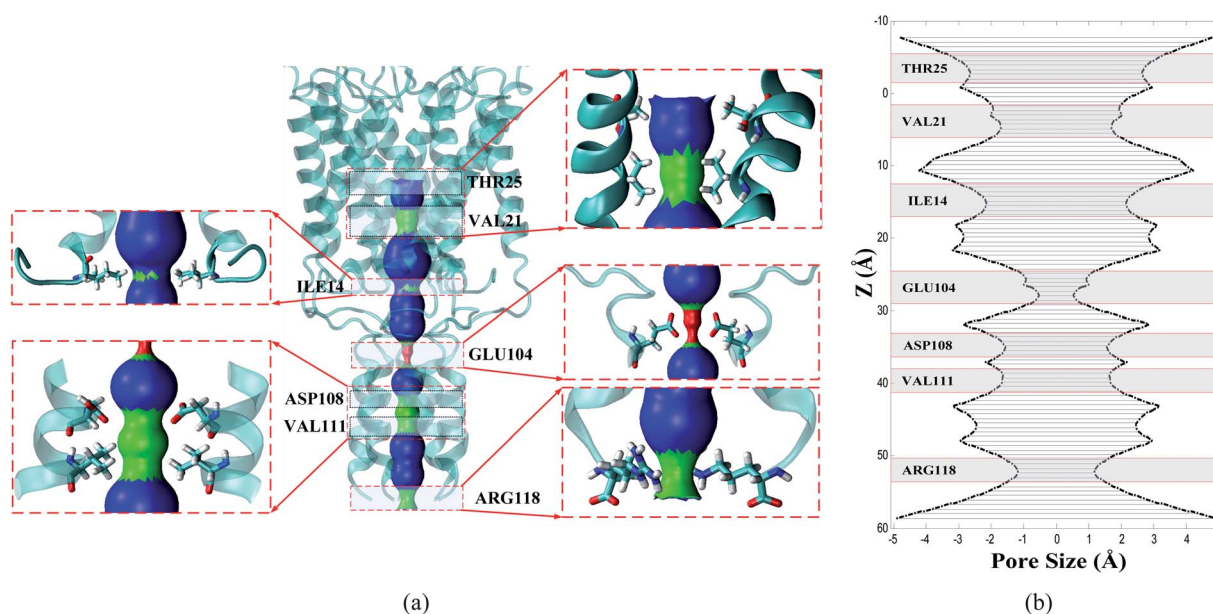 THR25
VAL21
ILE14
GLU104
ASP108
VAL111
ARG118
(a)
-10
0
10
20
30
40
50
60
Z (Å)
THR25
VAL21
ILE14
GLU104
ASP108
VAL111
ARG118
-5 -4 -3 -2 -1 0 1 2 3 4
Pore Size (Å)
(b)